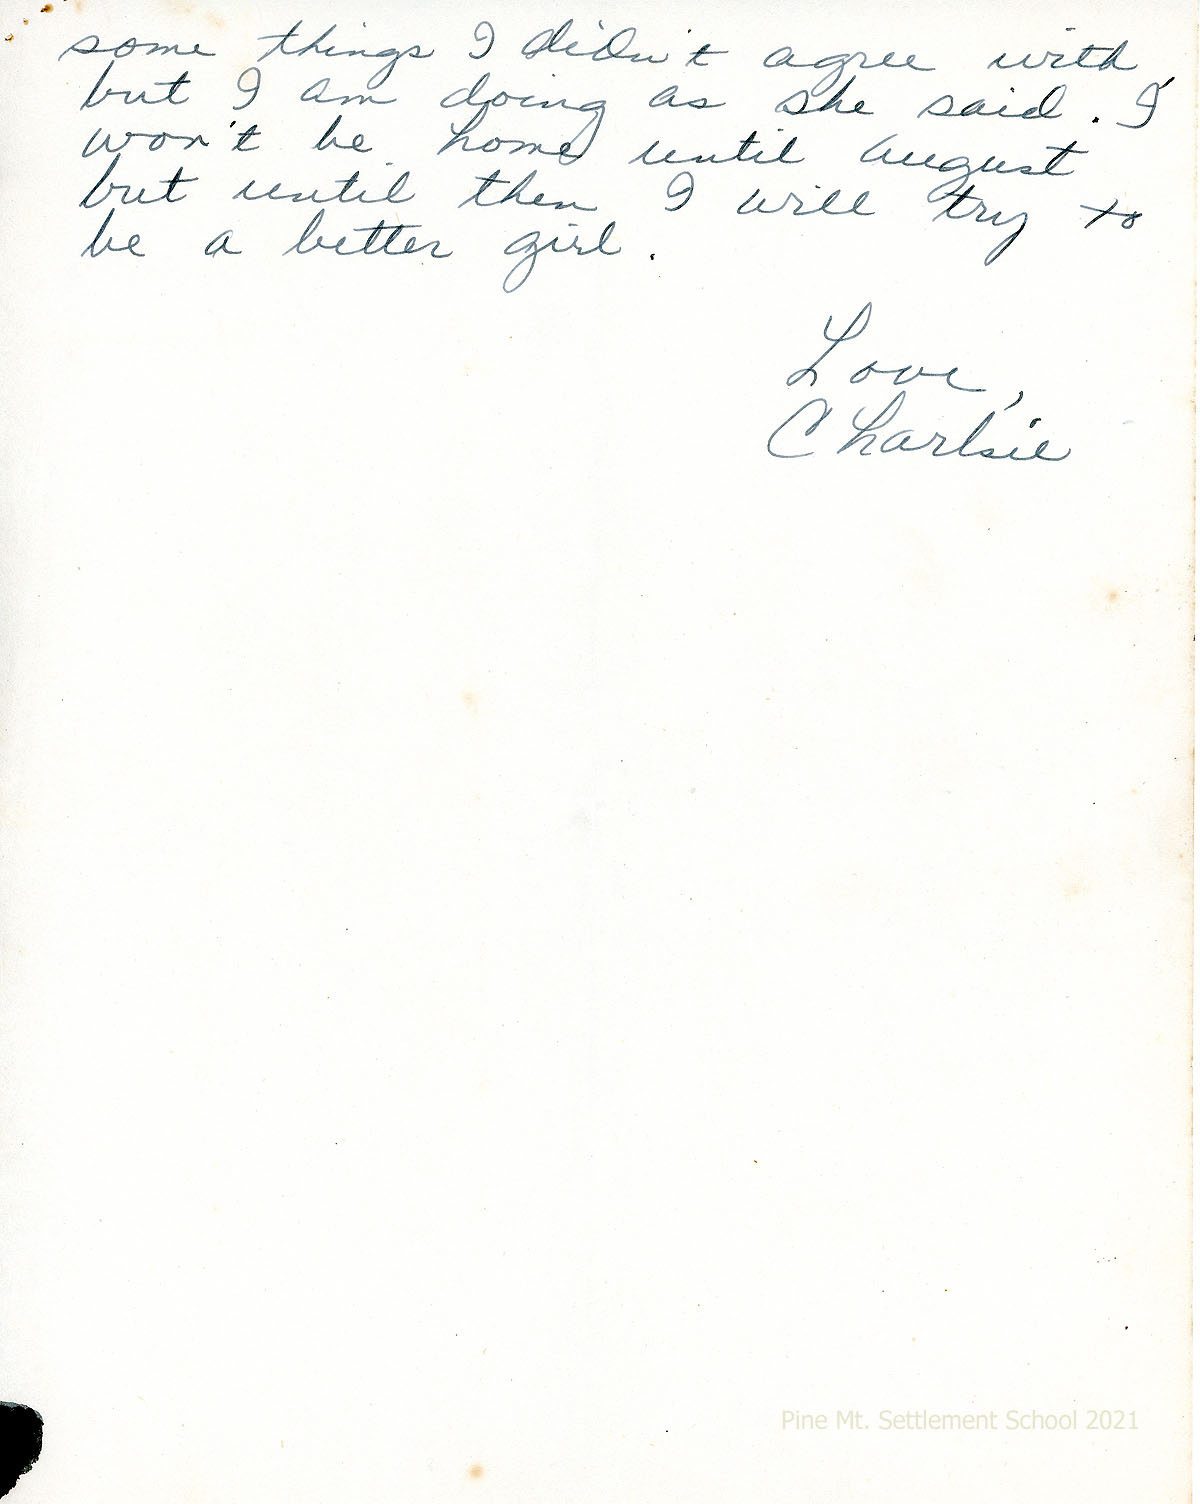 some things I didn't agree with,
but I am doing as she said. I
won't be home until August
but until then I will try to
be a better girl.
Love,
Charlsie
Pine Mt. Settlement School 2021